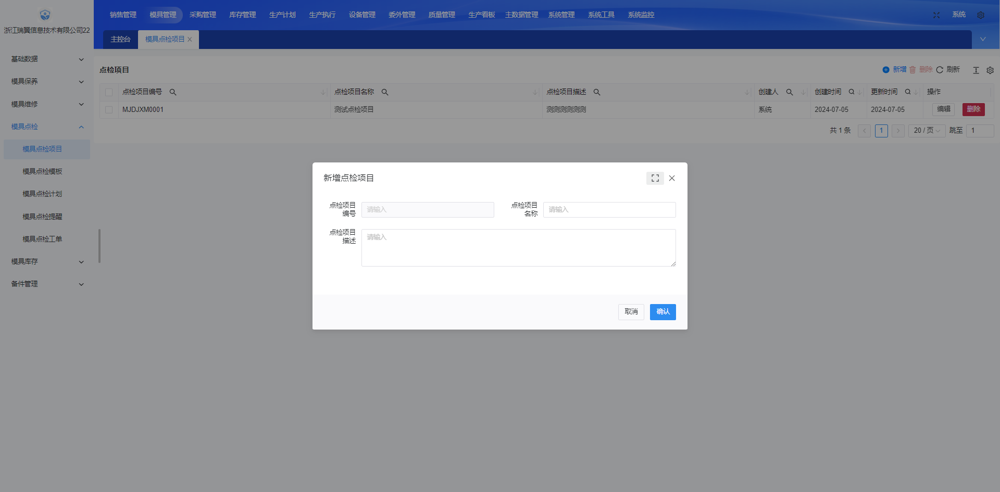 浙江瑞翼信息技术有限公司22
销售管理 模具管理 采购管理 库存管理 生产计划 生产执行 设备管理 委外管理 质量管理 生产看板 主数据管理 系统管理 系统工具 系统监控 系统
主控台 模具点检项目
基础数据
模具保养
模具维修
模具点检
模具点检项目
模具点检模板
模具点检计划
模具点检提醒
模具点检工单
模具库存
备件管理
点检项目 新增 删除 刷新
点检项目编号 点检项目名称 点检项目描述 创建人 创建时间 更新时间 操作
MJDJXM0001 测试点检项目 测测测测测测 系统 2024-07-05 2024-07-05 编辑 删除
共 1 条 1 20 / 页 跳至 1
新增点检项目
点检项目
编号
请输入
点检项目
名称
请输入
点检项目
描述
请输入
取消 确认